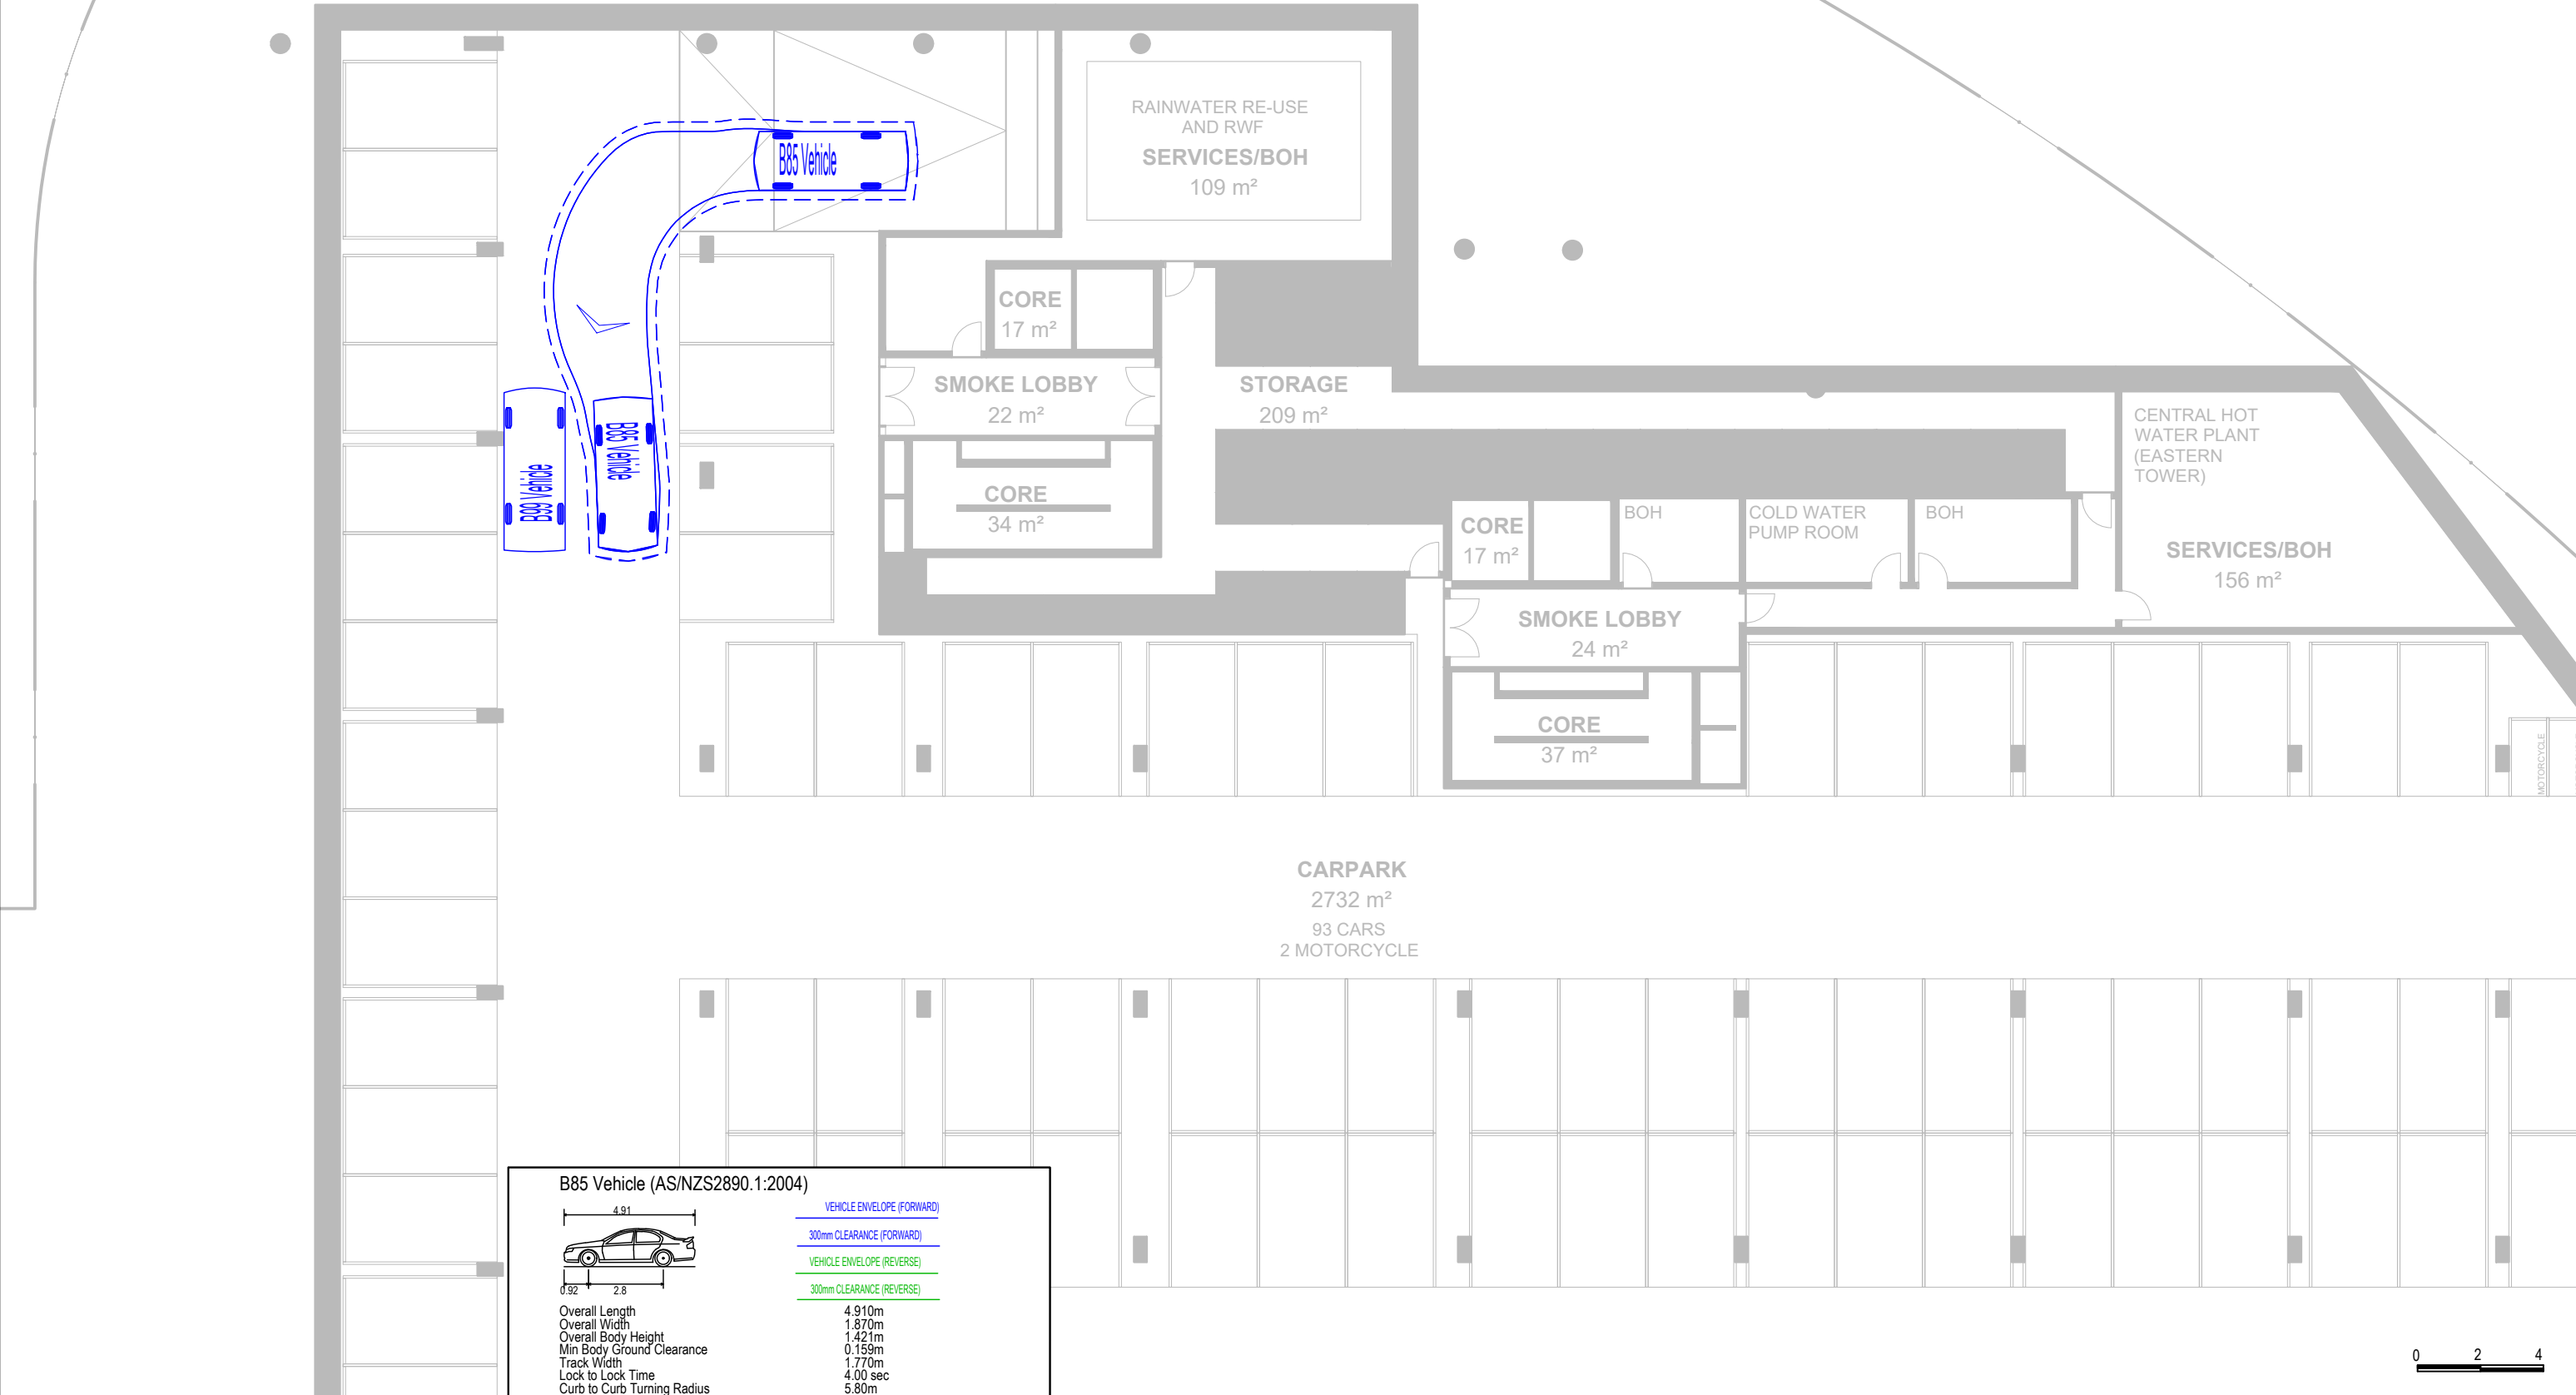 RAINWATER RE-USE
AND RWF
SERVICES/BOH
109 m²
B85 Vehicle
CORE
17 m²
SMOKE LOBBY
22 m²
STORAGE
209 m²
CENTRAL HOT
WATER PLANT
(EASTERN
TOWER)
B85 Vehicle
B99 Vehicle
CORE
34 m²
CORE
17 m²
BOH
COLD WATER
PUMP ROOM
BOH
SERVICES/BOH
156 m²
SMOKE LOBBY
24 m²
CORE
37 m²
MOTORCYCLE
CARPARK
2732 m²
93 CARS
2 MOTORCYCLE
B85 Vehicle (AS/NZS2890.1:2004)
4.91
0.92 2.8
VEHICLE ENVELOPE (FORWARD)
300mm CLEARANCE (FORWARD)
VEHICLE ENVELOPE (REVERSE)
300mm CLEARANCE (REVERSE)
Overall Length 4.910m
Overall Width 1.870m
Overall Body Height 1.421m
Min Body Ground Clearance 0.159m
Track Width 1.770m
Lock to Lock Time 4.00 sec
Curb to Curb Turning Radius 5.80m
0 2 4